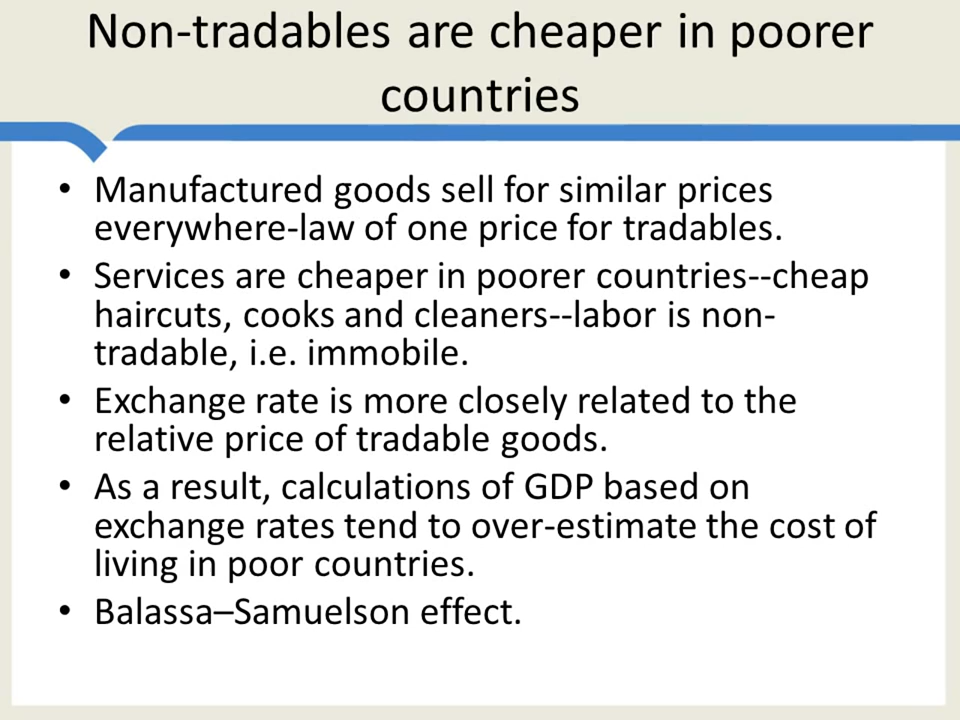 Non-tradables are cheaper in poorer
countries
• Manufactured goods sell for similar prices
everywhere-law of one price for tradables.
• Services are cheaper in poorer countries--cheap
haircuts, cooks and cleaners--labor is non-
tradable, i.e. immobile.
• Exchange rate is more closely related to the
relative price of tradable goods.
• As a result, calculations of GDP based on
exchange rates tend to over-estimate the cost of
living in poor countries.
• Balassa–Samuelson effect.